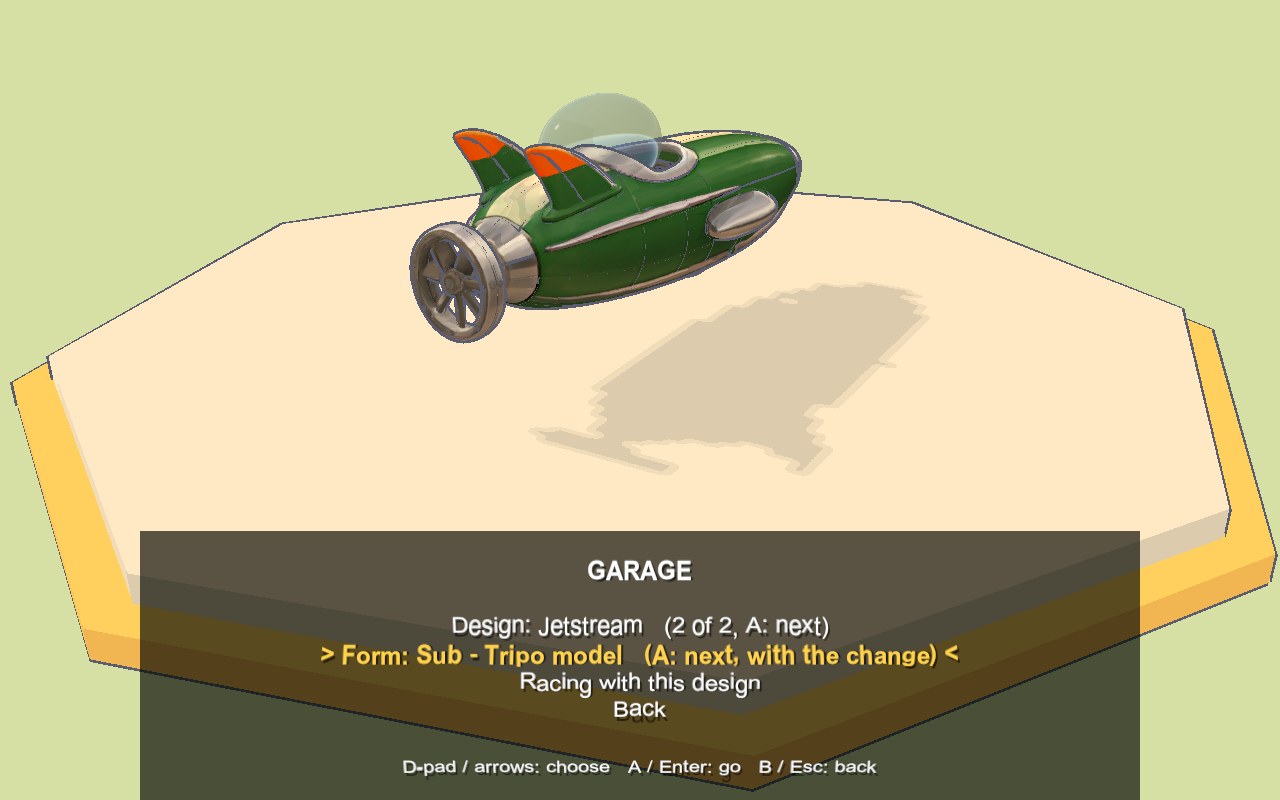 GARAGE
Design: Jetstream (2 of 2, A: next)
> Form: Sub - Tripo model (A: next, with the change) <
Racing with this design
Back
D-pad / arrows: choose A / Enter: go B / Esc: back